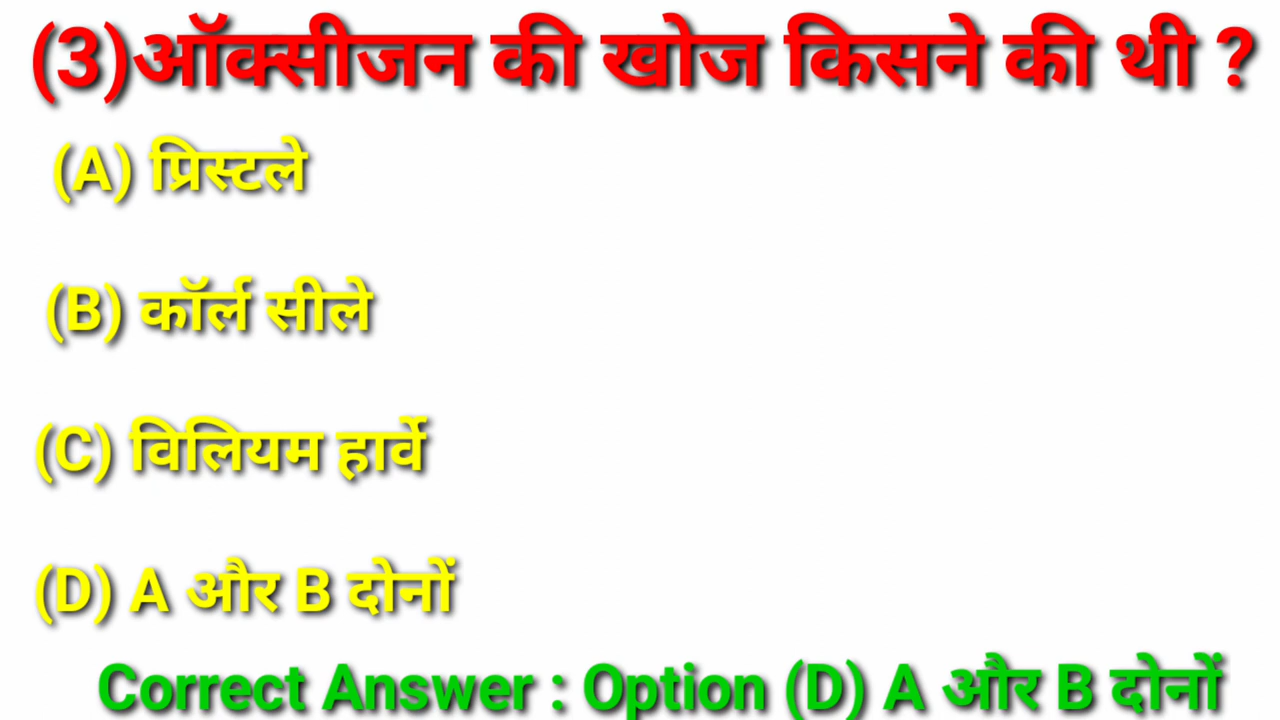 (3)ऑक्सीजन की खोज किसने की थी ?
(A) प्रिस्टले
(B) कॉर्ल सीले
(C) विलियम हार्वे
(D) A और B दोनों
Correct Answer : Option (D) A और B दोनों